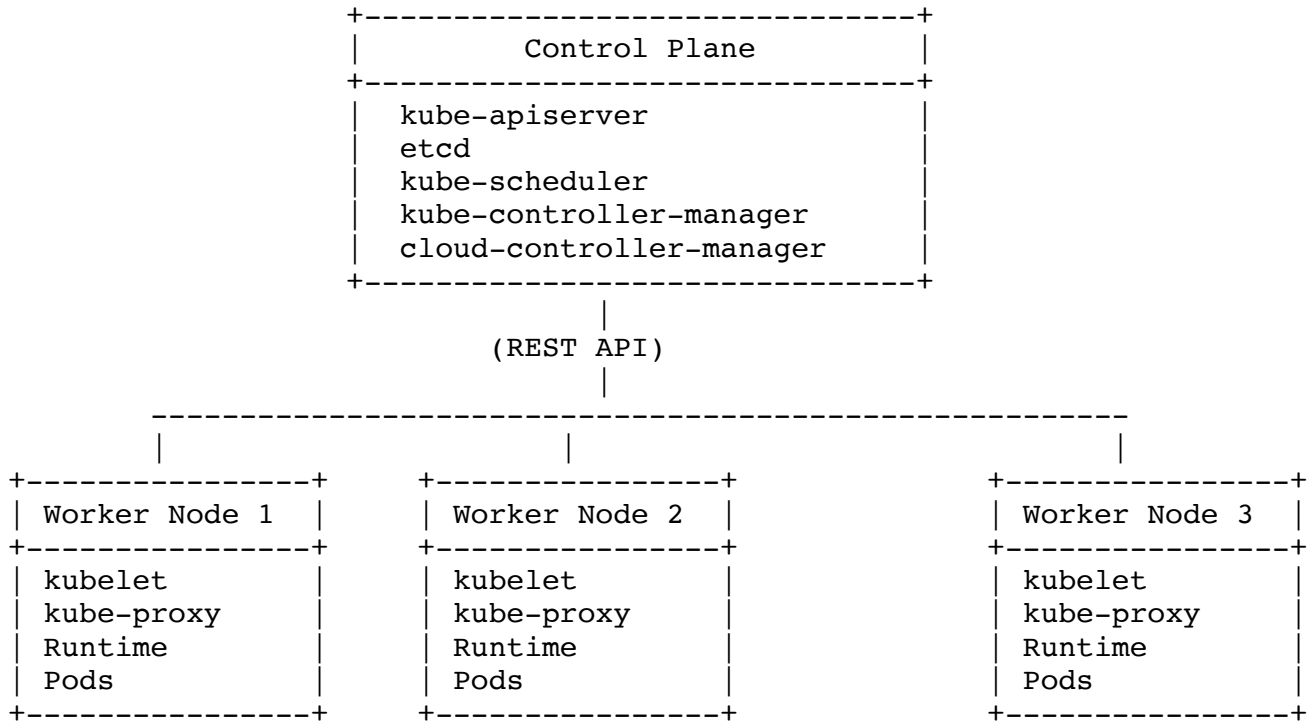 Control Plane
kube-apiserver
etcd
kube-scheduler
kube-controller-manager
cloud-controller-manager
(REST API)
Worker Node 1
kubelet
kube-proxy
Runtime
Pods
Worker Node 2
kubelet
kube-proxy
Runtime
Pods
Worker Node 3
kubelet
kube-proxy
Runtime
Pods